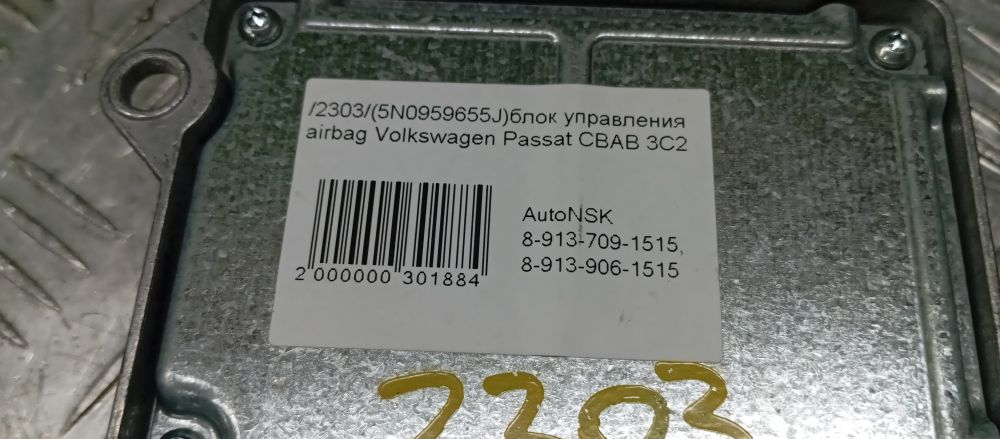 /2303/(5N0959655J)блок управления
airbag Volkswagen Passat CBAB 3C2
AutoNSK
8-913-709-1515,
8-913-906-1515
2 000000 301884
2303